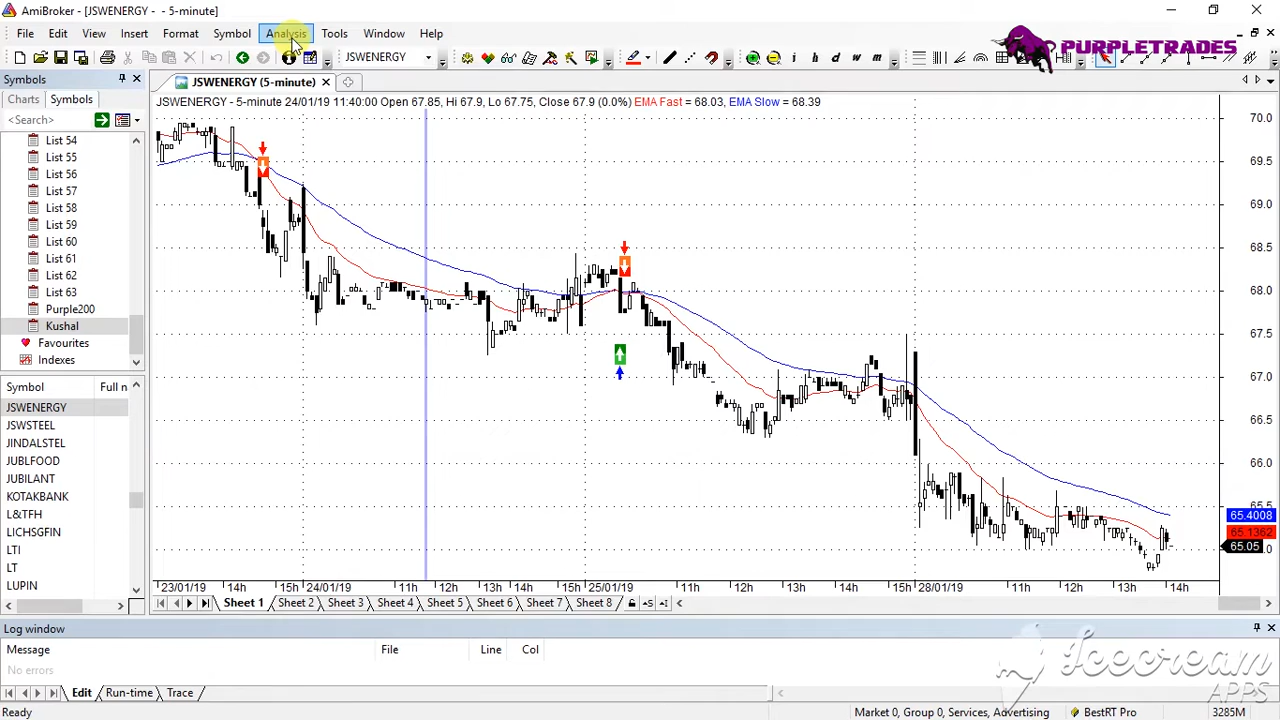 AmiBroker - [JSWENERGY - - 5-minute]
File Edit View Insert Format Symbol Analysis Tools Window Help
PURPLETRADES
JSWENERGY
Symbols
JSWENERGY (5-minute)
Charts Symbols
JSWENERGY - 5-minute 24/01/19 11:40:00 Open 67.85, Hi 67.9, Lo 67.75, Close 67.9 (0.0%) EMA Fast = 68.03, EMA Slow = 68.39
<Search>
List 54
List 55
List 56
List 57
List 58
List 59
List 60
List 61
List 62
List 63
Purple200
Kushal
Favourites
Indexes
Symbol Full n
JSWENERGY
JSWSTEEL
JINDALSTEL
JUBLFOOD
JUBILANT
KOTAKBANK
L&TFH
LICHSGFIN
LTI
LT
LUPIN
70.0
69.5
69.0
68.5
68.0
67.5
67.0
66.5
66.0
65.5
65.4008
65.1362
65.05
23/01/19 14h 15h 24/01/19 11h 12h 13h 14h 15h 25/01/19 11h 12h 13h 14h 15h 28/01/19 11h 12h 13h 14h
Sheet 1 Sheet 2 Sheet 3 Sheet 4 Sheet 5 Sheet 6 Sheet 7 Sheet 8
Log window
Message File Line Col
No errors
Edit Run-time Trace
Icecream
APPS
Ready Market 0, Group 0, Services, Advertising BestRT Pro 3285M